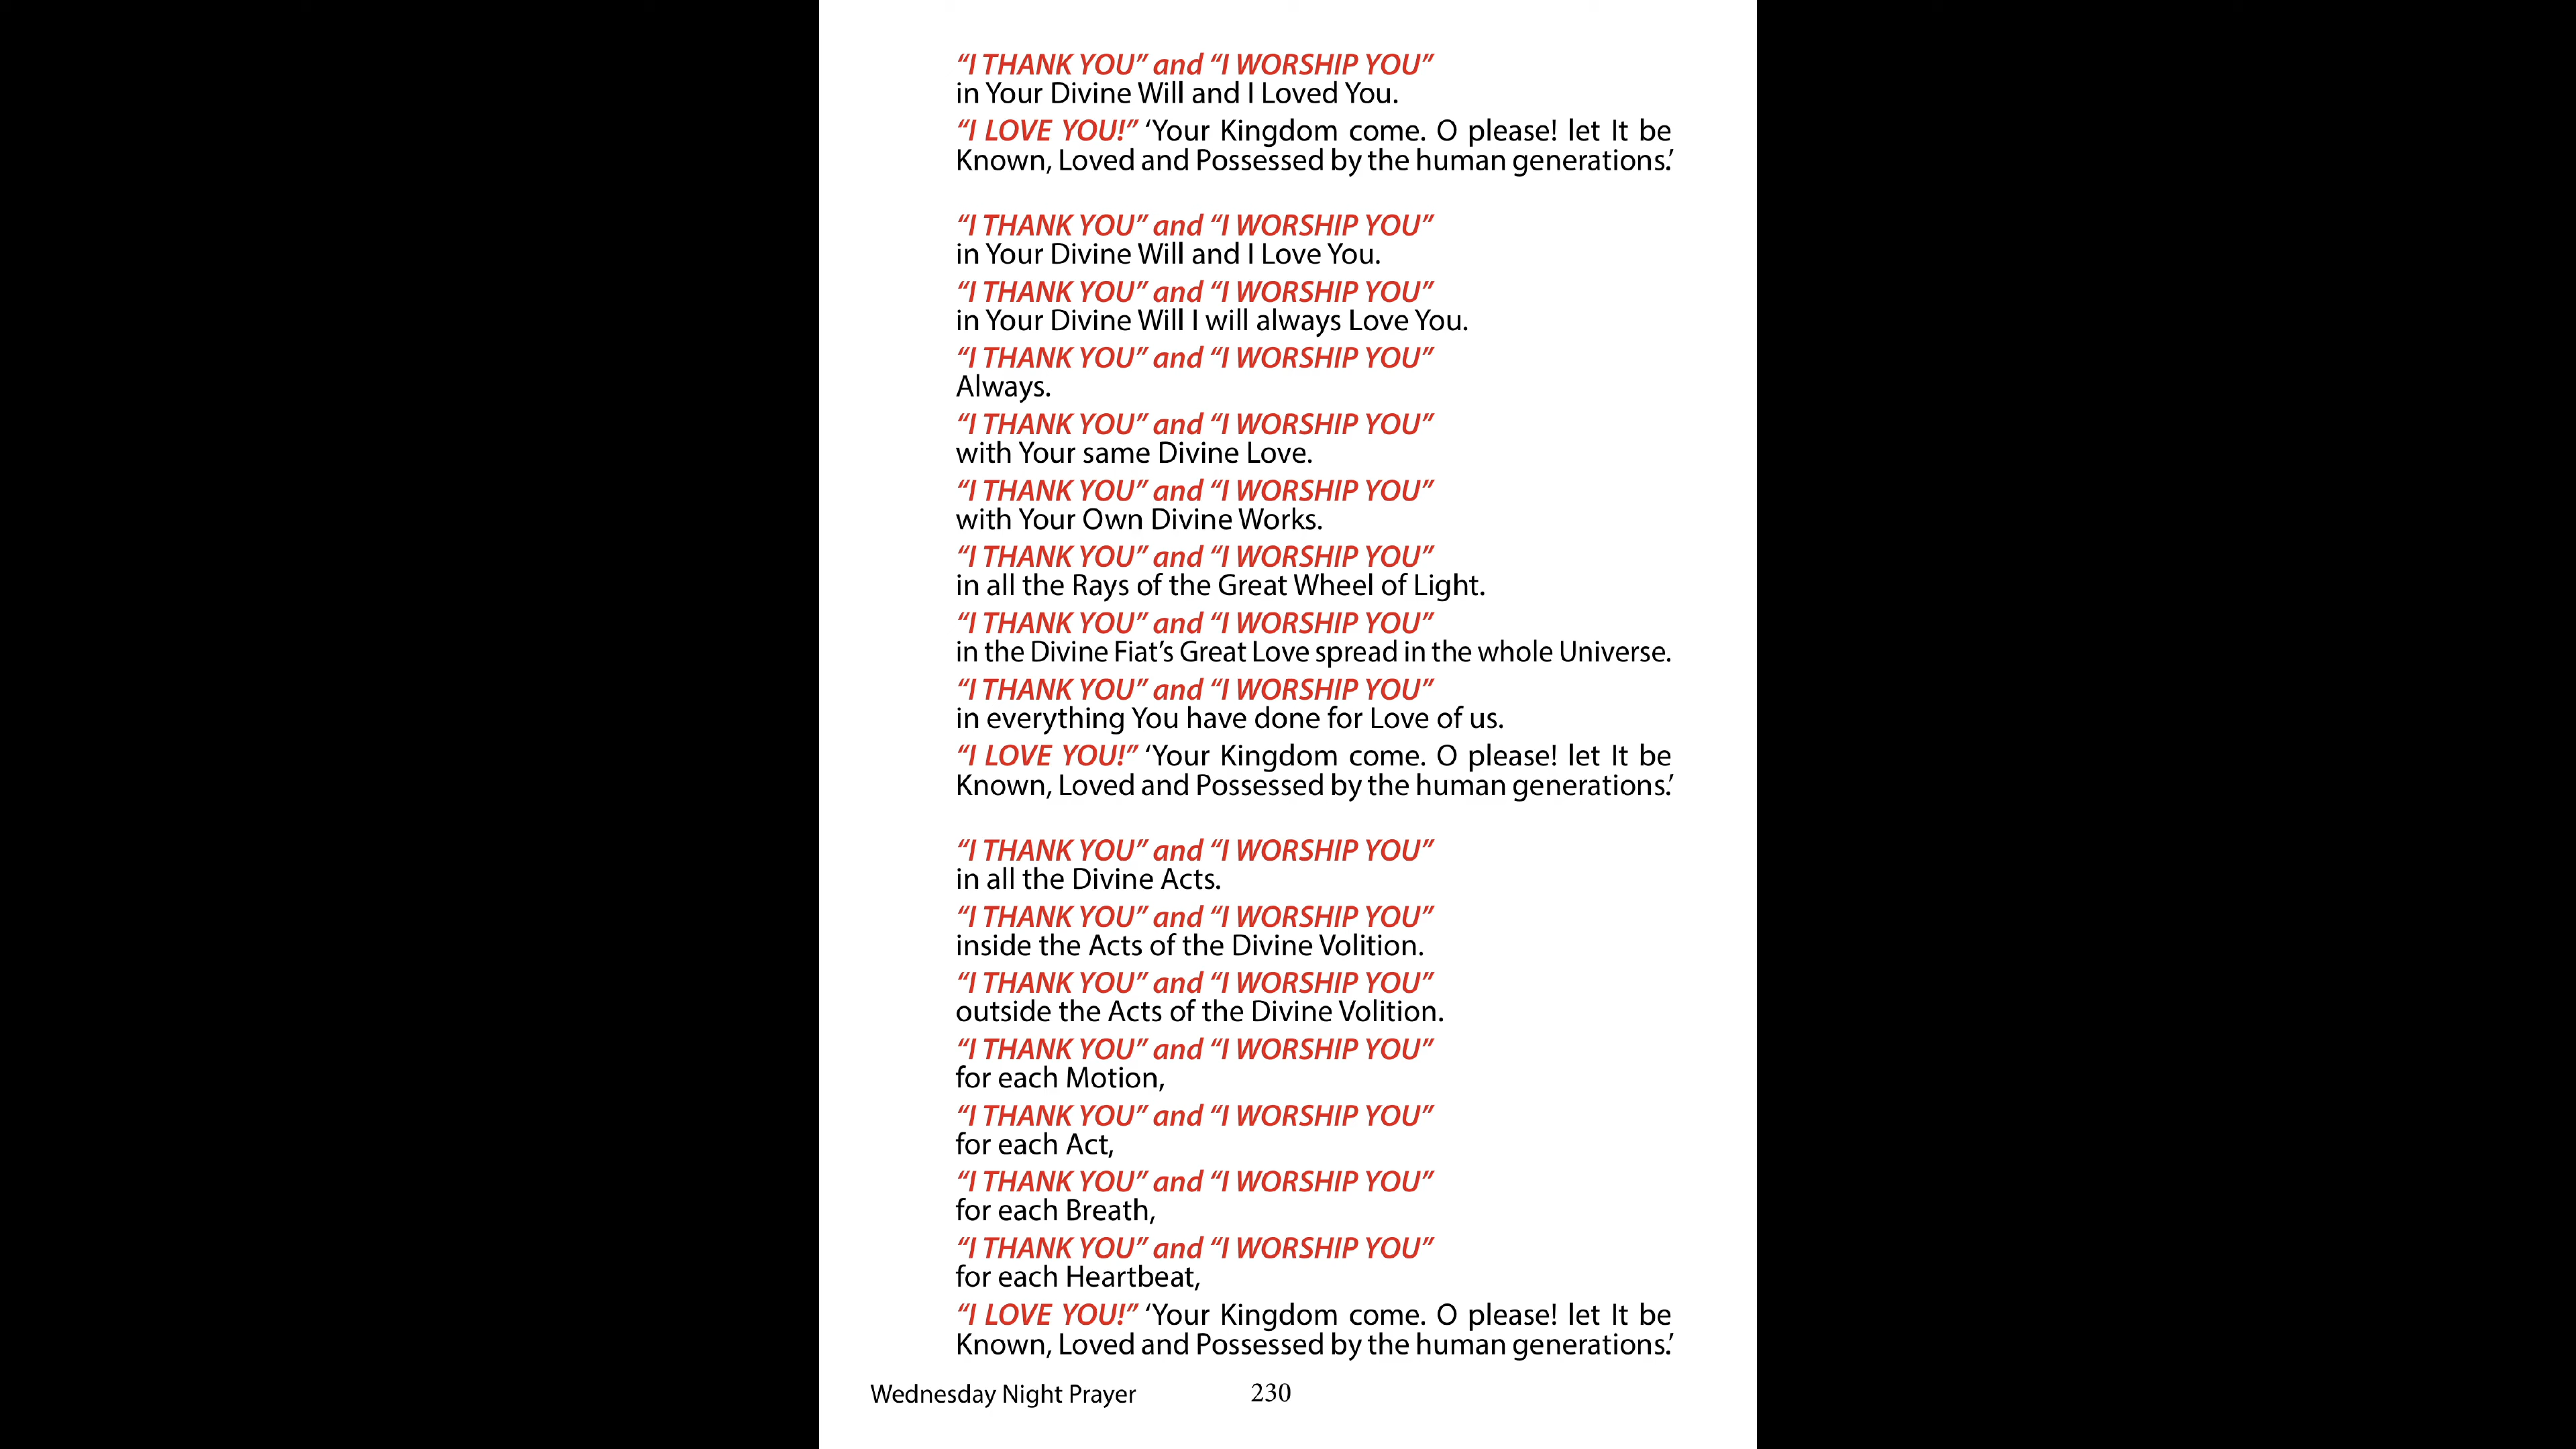 “I THANK YOU” and “I WORSHIP YOU”
in Your Divine Will and I Loved You.
“I LOVE YOU!” ‘Your Kingdom come. O please! let It be
Known, Loved and Possessed by the human generations.’
“I THANK YOU” and “I WORSHIP YOU”
in Your Divine Will and I Love You.
“I THANK YOU” and “I WORSHIP YOU”
in Your Divine Will I will always Love You.
“I THANK YOU” and “I WORSHIP YOU”
Always.
“I THANK YOU” and “I WORSHIP YOU”
with Your same Divine Love.
“I THANK YOU” and “I WORSHIP YOU”
with Your Own Divine Works.
“I THANK YOU” and “I WORSHIP YOU”
in all the Rays of the Great Wheel of Light.
“I THANK YOU” and “I WORSHIP YOU”
in the Divine Fiat’s Great Love spread in the whole Universe.
“I THANK YOU” and “I WORSHIP YOU”
in everything You have done for Love of us.
“I LOVE YOU!” ‘Your Kingdom come. O please! let It be
Known, Loved and Possessed by the human generations.’
“I THANK YOU” and “I WORSHIP YOU”
in all the Divine Acts.
“I THANK YOU” and “I WORSHIP YOU”
inside the Acts of the Divine Volition.
“I THANK YOU” and “I WORSHIP YOU”
outside the Acts of the Divine Volition.
“I THANK YOU” and “I WORSHIP YOU”
for each Motion,
“I THANK YOU” and “I WORSHIP YOU”
for each Act,
“I THANK YOU” and “I WORSHIP YOU”
for each Breath,
“I THANK YOU” and “I WORSHIP YOU”
for each Heartbeat,
“I LOVE YOU!” ‘Your Kingdom come. O please! let It be
Known, Loved and Possessed by the human generations.’
Wednesday Night Prayer 230